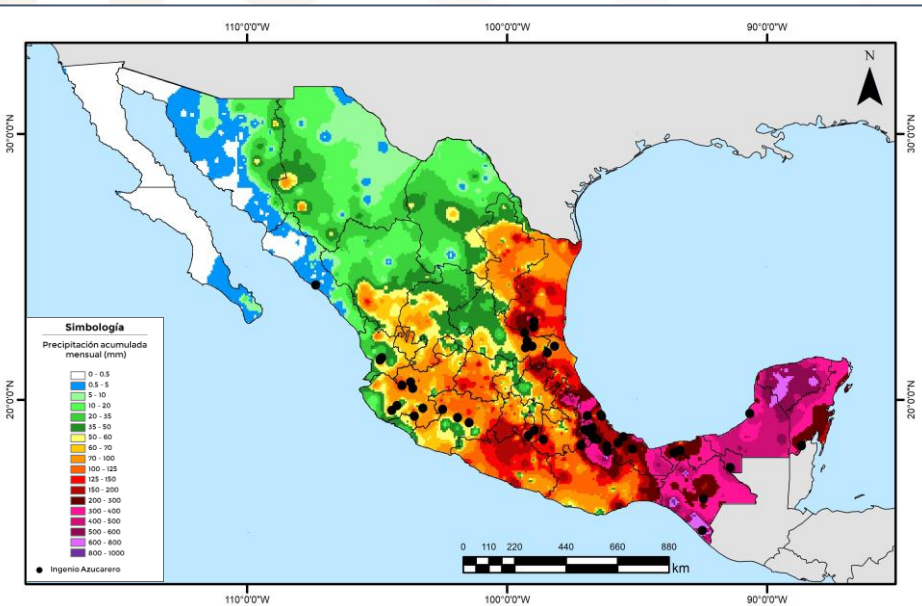 110°0'0"W 100°0'0"W 90°0'0"W
N
30°0'0"N 30°0'0"N
20°0'0"N 20°0'0"N
Simbología
Precipitación acumulada
mensual (mm)
0 - 0.5
0.5 - 5
5 - 10
10 - 20
20 - 35
35 - 50
50 - 60
60 - 70
70 - 100
100 - 125
125 - 150
150 - 200
200 - 300
300 - 400
400 - 500
500 - 600
600 - 800
800 - 1000
Ingenio Azucarero
0 110 220 440 660 880
km
110°0'0"W 100°0'0"W 90°0'0"W